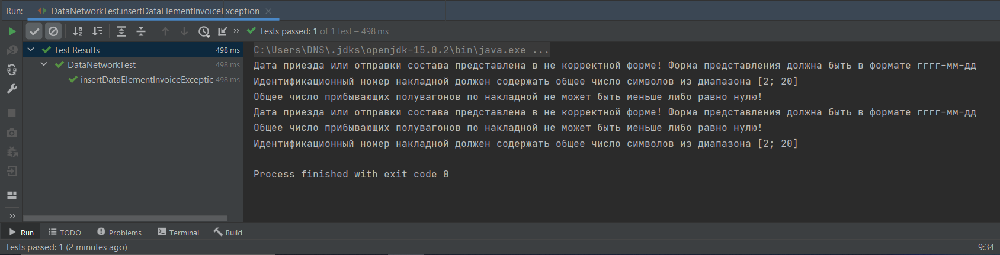 Run: DataNetworkTest.insertDataElementInvoiceException
Tests passed: 1 of 1 test – 498 ms
Test Results 498 ms
DataNetworkTest 498 ms
insertDataElementInvoiceExceptic 498 ms
C:\Users\DNS\.jdks\openjdk-15.0.2\bin\java.exe ...
Дата приезда или отправки состава представлена в не корректной форме! Форма представления должна быть в формате гггг-мм-дд
Идентификационный номер накладной должен содержать общее число символов из диапазона [2; 20]
Общее число прибывающих полувагонов по накладной не может быть меньше либо равно нулю!
Дата приезда или отправки состава представлена в не корректной форме! Форма представления должна быть в формате гггг-мм-дд
Общее число прибывающих полувагонов по накладной не может быть меньше либо равно нулю!
Идентификационный номер накладной должен содержать общее число символов из диапазона [2; 20]
Process finished with exit code 0
Run TODO Problems Terminal Build
Tests passed: 1 (2 minutes ago) 9:34